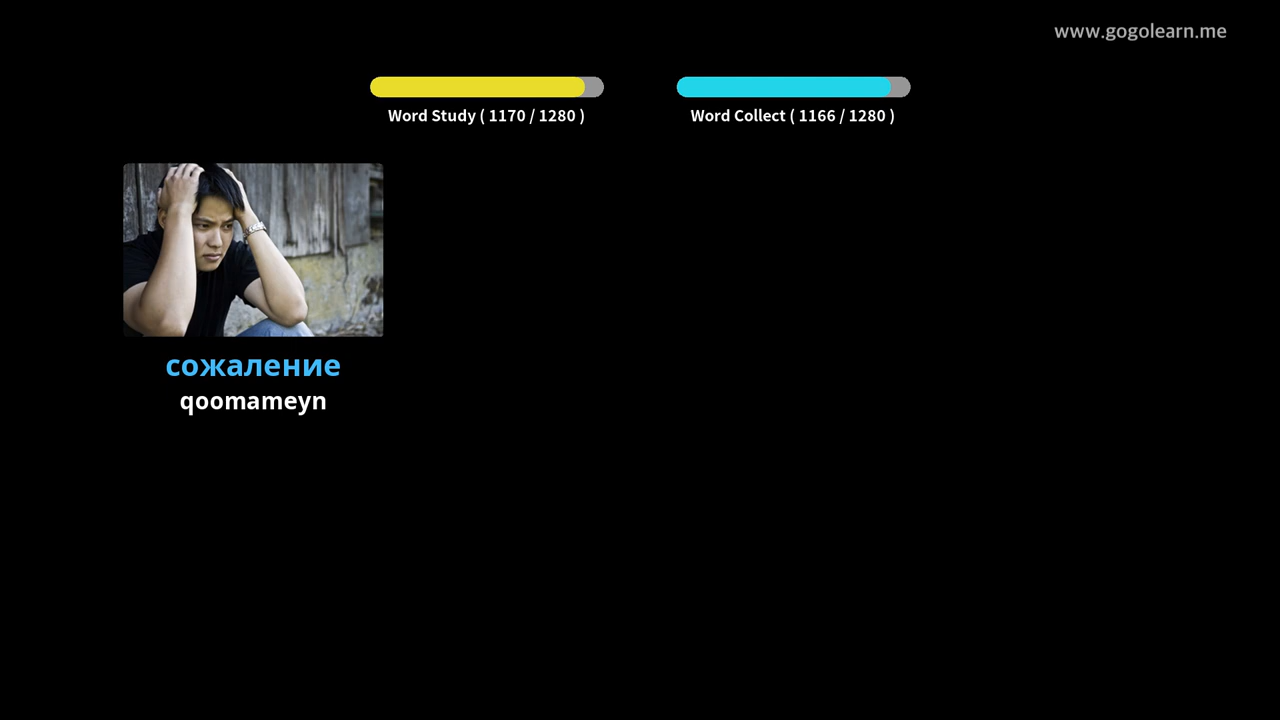 www.gogolearn.me
Word Study ( 1170 / 1280 )
Word Collect ( 1166 / 1280 )
сожаление
qoomameyn